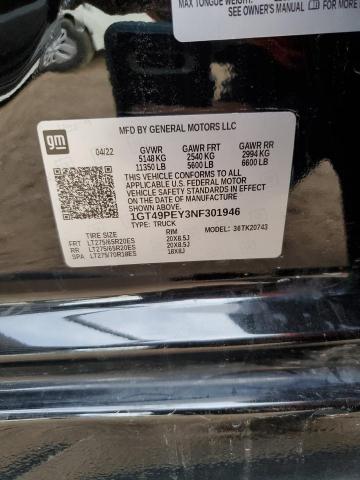 MAX TONGUE WEIGHT:
SEE OWNER'S MANUAL
FOR MORE
gm
MFD BY GENERAL MOTORS LLC
04/22
GVWR GAWR FRT GAWR RR
5148 KG 2540 KG 2994 KG
11350 LB 5600 LB 6600 LB
THIS VEHICLE CONFORMS TO ALL
APPLICABLE U.S. FEDERAL MOTOR
VEHICLE SAFETY STANDARDS IN EFFECT
ON THE DATE OF MANUFACTURE
SHOWN ABOVE.
1GT49PEY3NF301946
TYPE: TRUCK MODEL: 36TK20743
TIRE SIZE RIM
FRT LT275/65R20ES 20X8.5J
RR LT275/65R20ES 20X8.5J
SPA LT275/70R18ES 18X8J